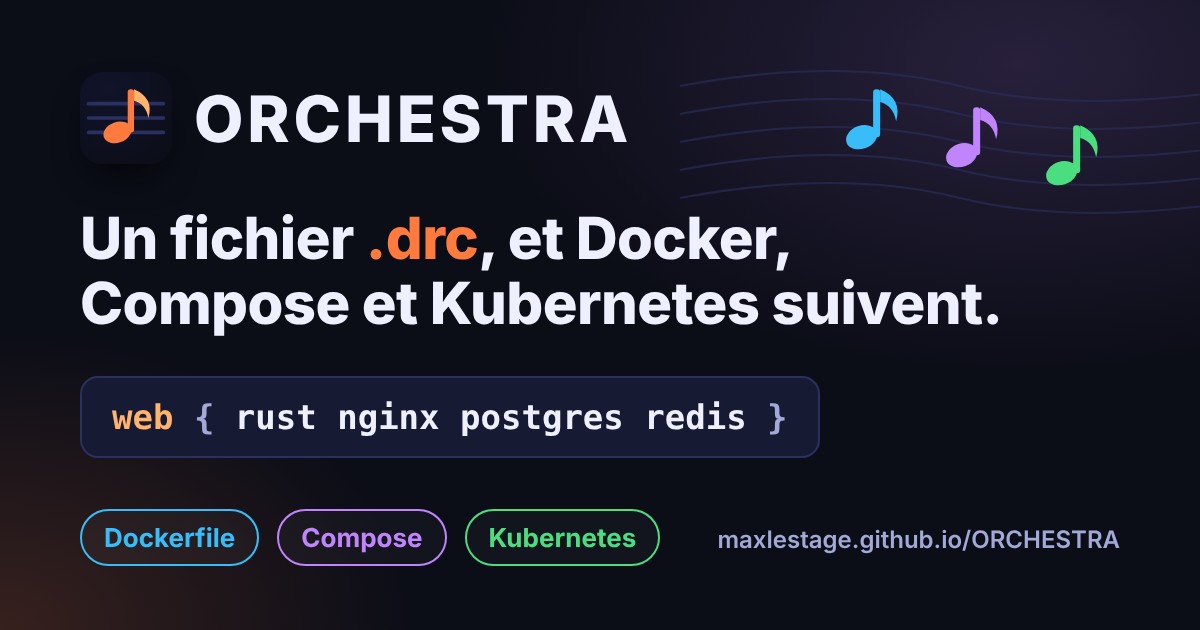 ORCHESTRA
Un fichier .drc, et Docker,
Compose et Kubernetes suivent.
web { rust nginx postgres redis }
Dockerfile Compose Kubernetes maxlestage.github.io/ORCHESTRA